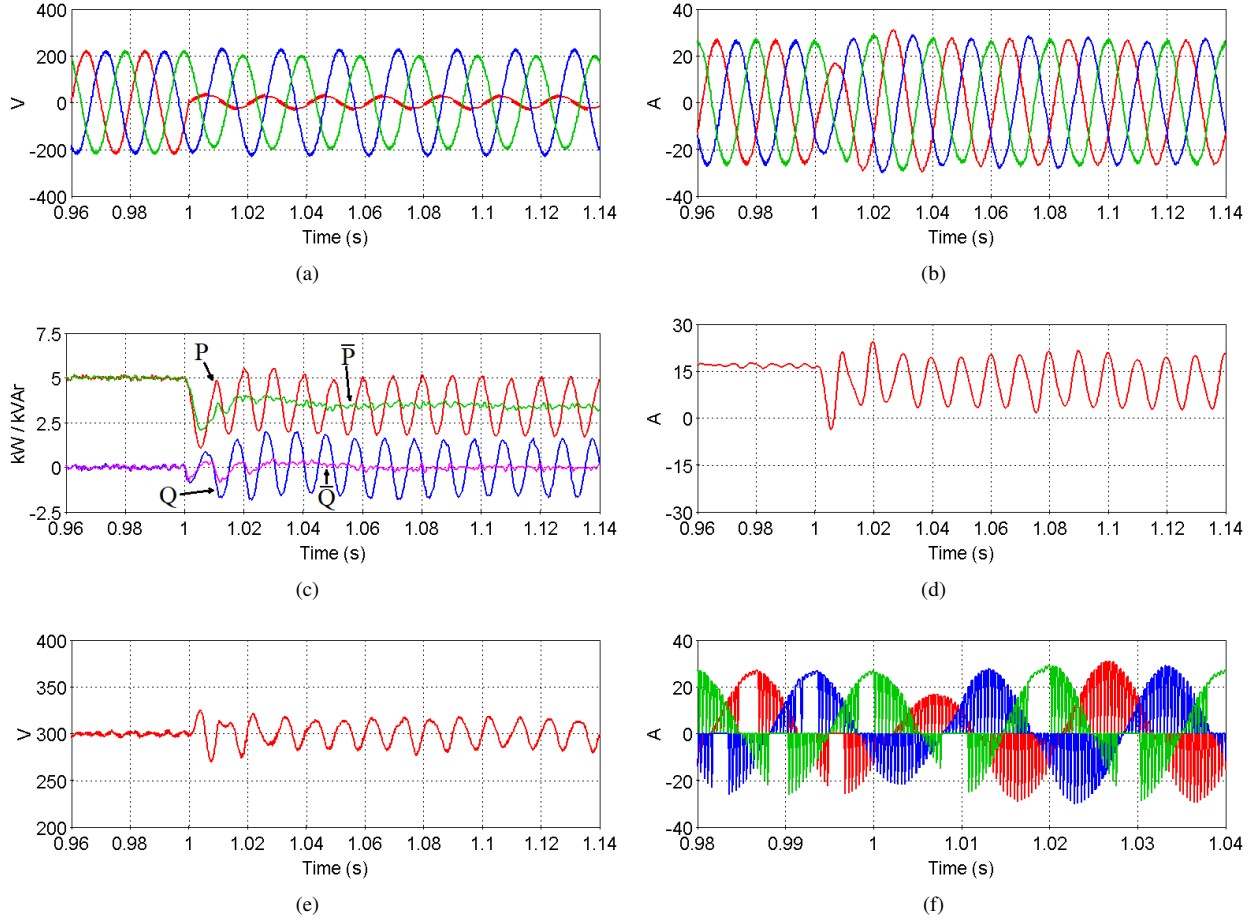 400
200
0
-200
-400
V
0.96 0.98 1 1.02 1.04 1.06 1.08 1.1 1.12 1.14
Time (s)
(a)
40
20
0
-20
-40
A
0.96 0.98 1 1.02 1.04 1.06 1.08 1.1 1.12 1.14
Time (s)
(b)
7.5
5
2.5
0
-2.5
kW / kVAr
P
P̅
Q
Q̅
0.96 0.98 1 1.02 1.04 1.06 1.08 1.1 1.12 1.14
Time (s)
(c)
30
15
0
-15
-30
A
0.96 0.98 1 1.02 1.04 1.06 1.08 1.1 1.12 1.14
Time (s)
(d)
400
350
300
250
200
V
0.96 0.98 1 1.02 1.04 1.06 1.08 1.1 1.12 1.14
Time (s)
(e)
40
20
0
-20
-40
A
0.98 0.99 1 1.01 1.02 1.03 1.04
Time (s)
(f)